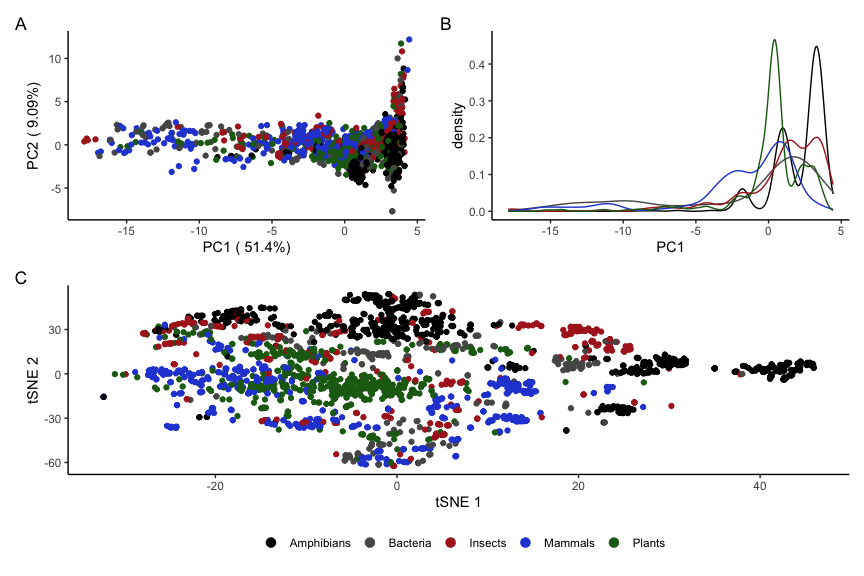 A
PC2 ( 9.09%)
10
5
0
-5
-15
-10
-5
0
5
PC1 ( 51.4%)
B
density
0.4
0.3
0.2
0.1
0.0
-15
-10
-5
0
5
PC1
C
tSNE 2
30
0
-30
-60
-20
0
20
40
tSNE 1
Amphibians Bacteria Insects Mammals Plants